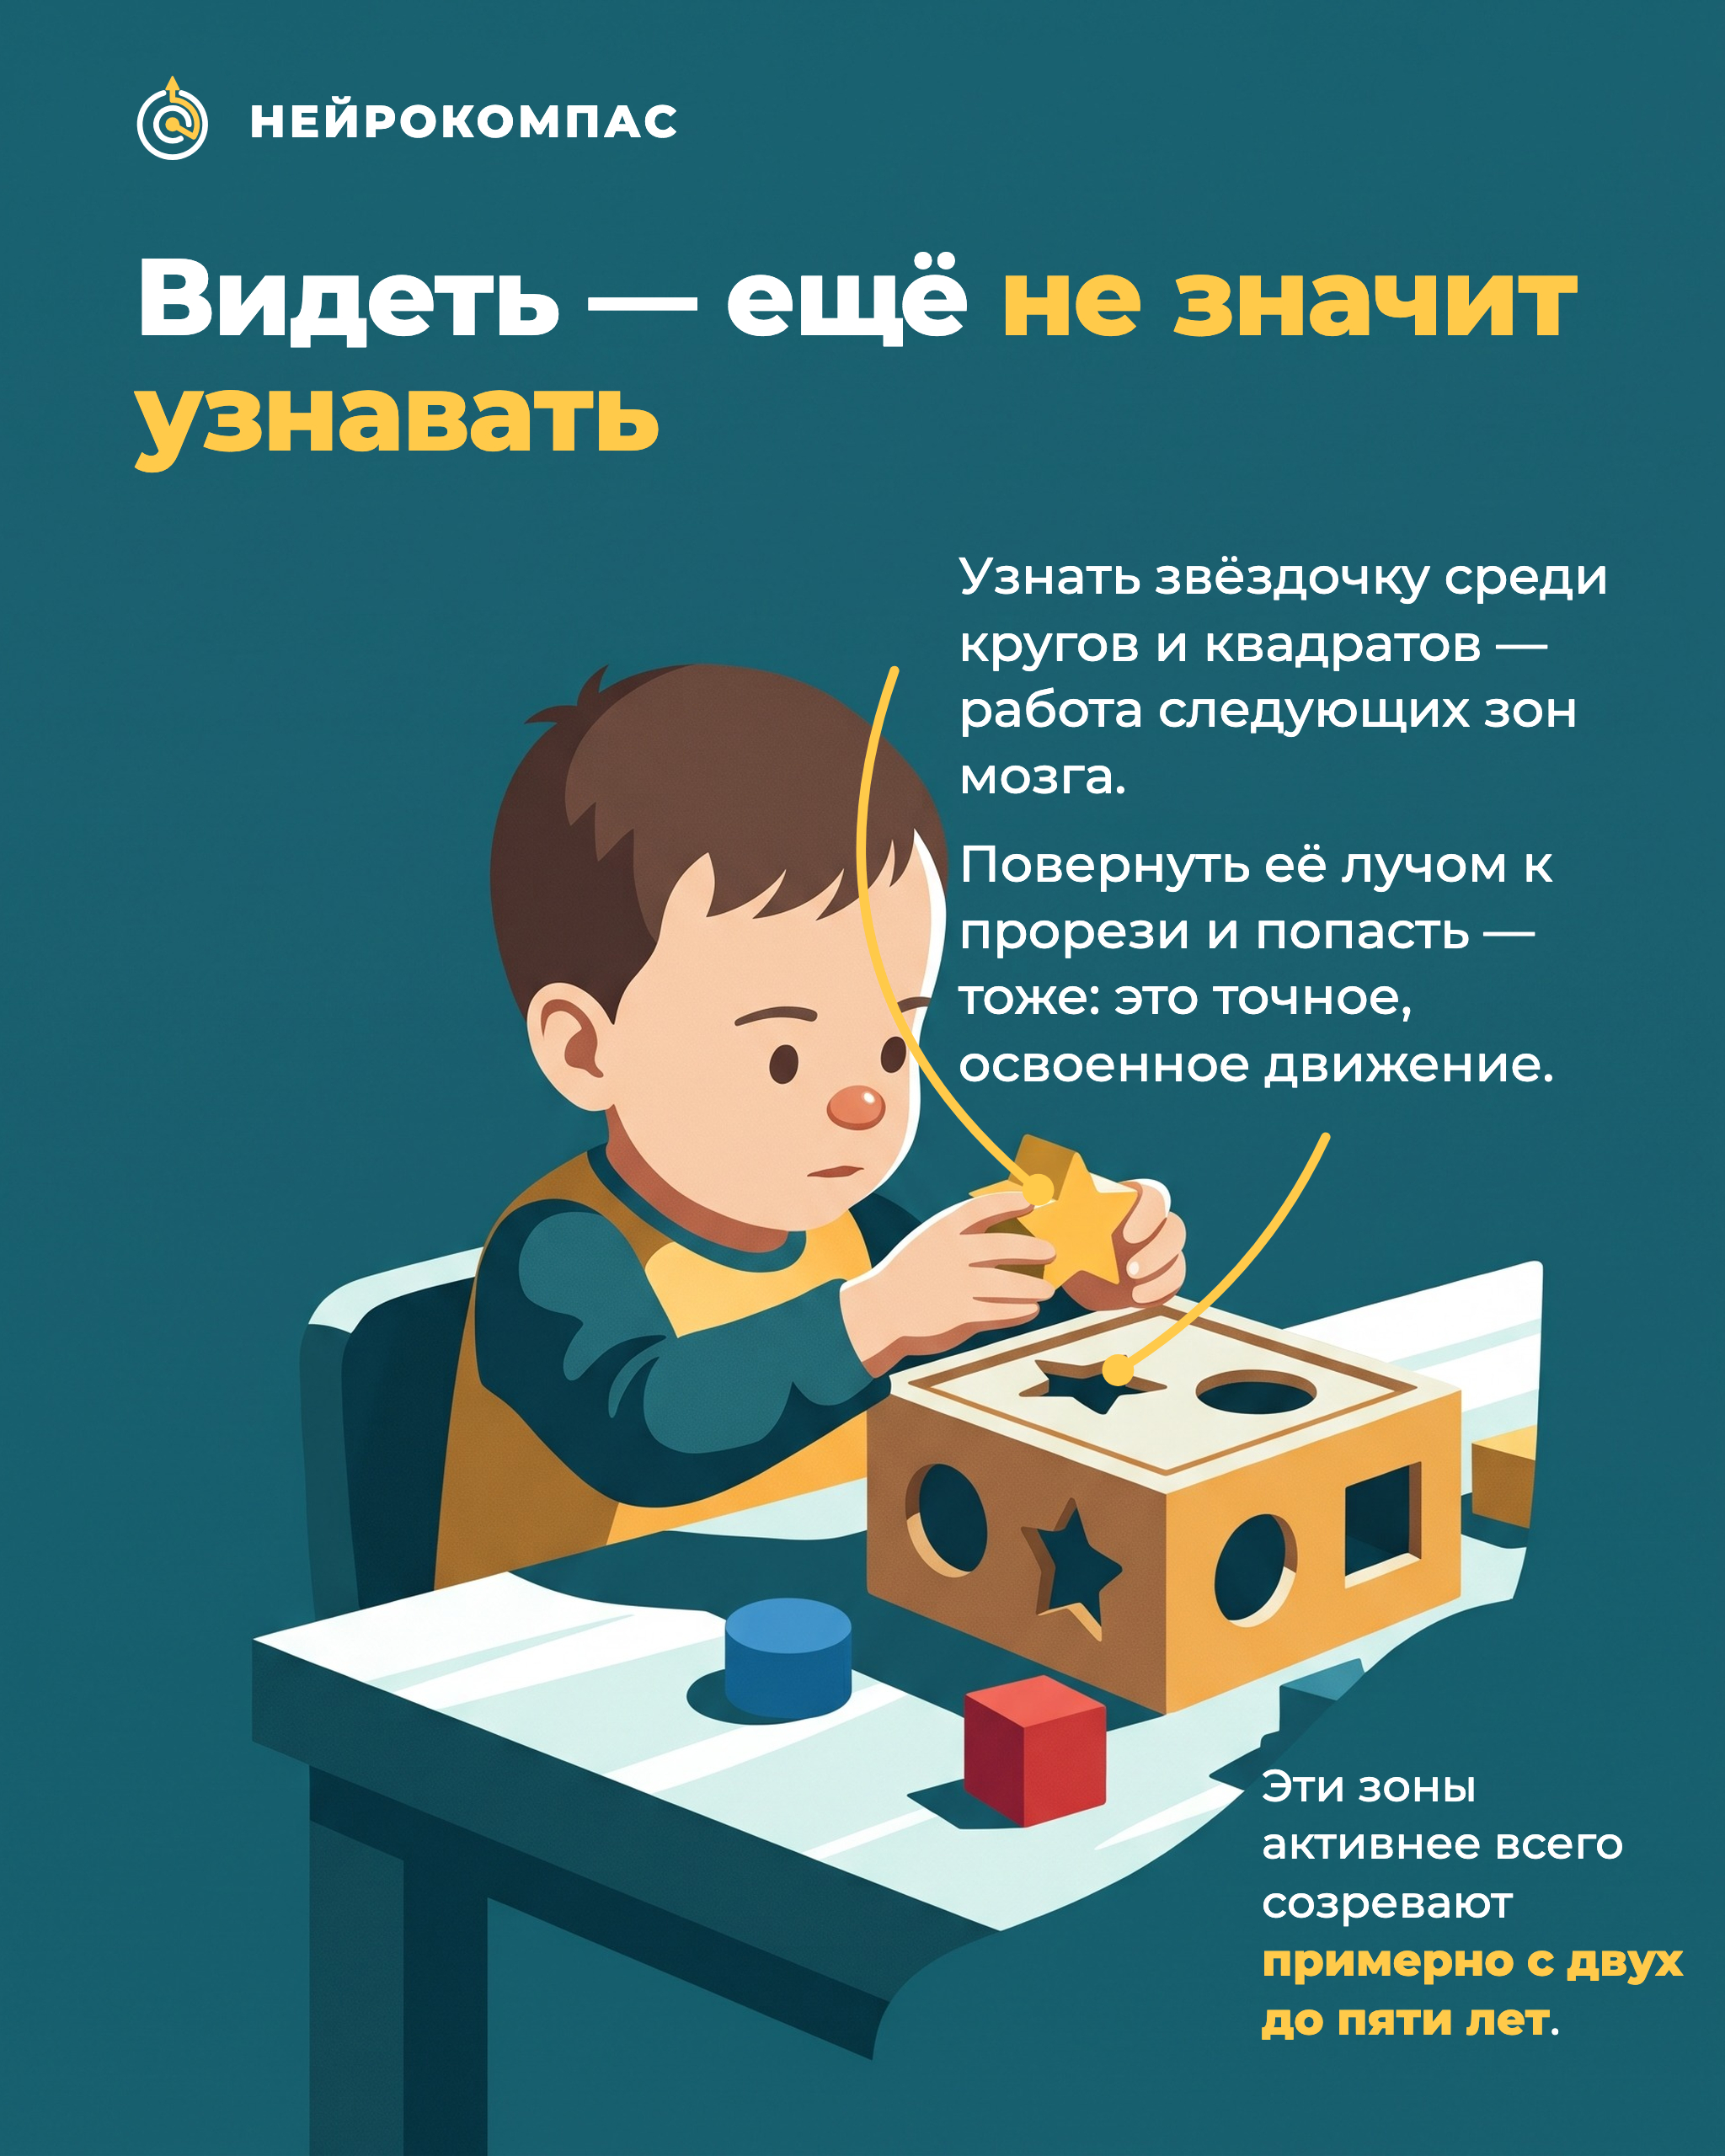 НЕЙРОКОМПАС
Видеть — ещё не значит
узнавать
Узнать звёздочку среди
кругов и квадратов —
работа следующих зон
мозга.
Повернуть её лучом к
прорези и попасть —
тоже: это точное,
освоенное движение.
Эти зоны
активнее всего
созревают
примерно с двух
до пяти лет.